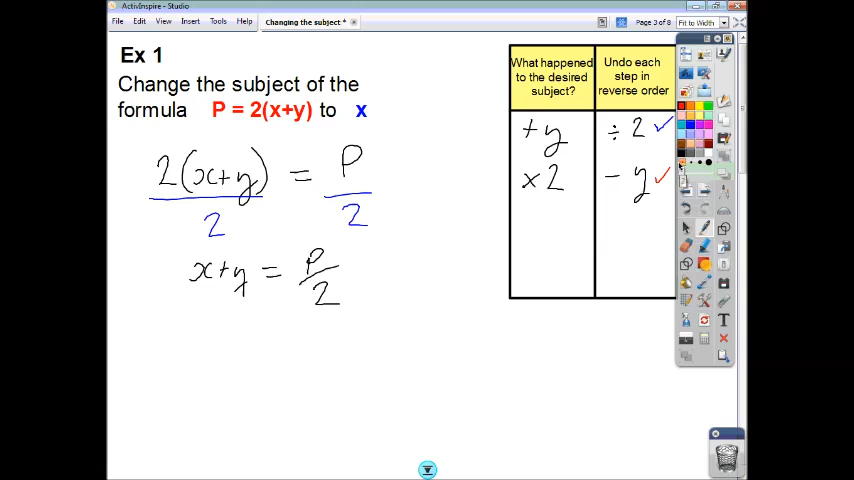 ActivInspire - Studio
File Edit View Insert Tools Help Changing the subject * Page 3 of 8 Fit to Width
Ex 1
Change the subject of the
formula P = 2(x+y) to x
What happened
to the desired
subject?
Undo each
step in
reverse order
+y ÷2 ✓
×2 −y ✓
2(x+y) = P
2 2
x+y = P/2